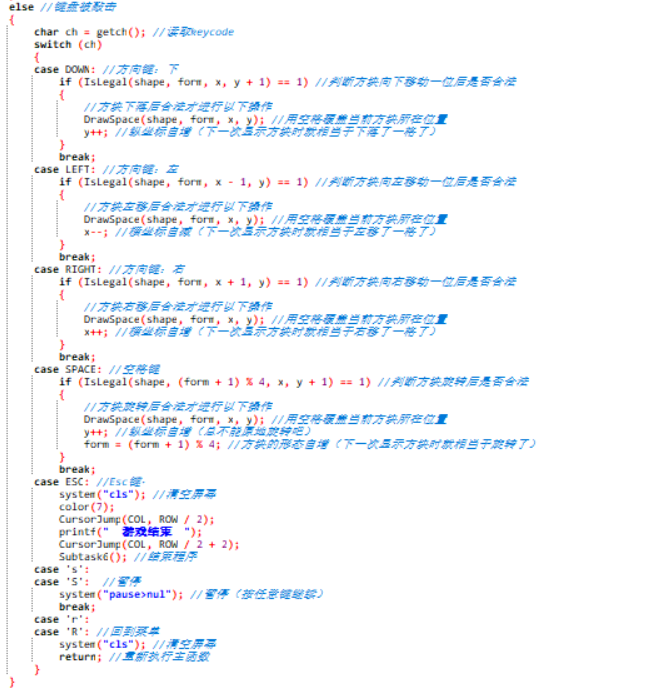 else //键盘被敲击
{
char ch = getch(); //读取keycode
switch (ch)
{
case DOWN: //方向键：下
if (IsLegal(shape, form, x, y + 1) == 1) //判断方块向下移动一位后是否合法
{
//方块下落后合法才进行以下操作
DrawSpace(shape, form, x, y); //用空格覆盖当前方块所在位置
y++; //纵坐标自增（下一次显示方块时就相当于下落了一格了）
}
break;
case LEFT: //方向键：左
if (IsLegal(shape, form, x - 1, y) == 1) //判断方块向左移动一位后是否合法
{
//方块左移后合法才进行以下操作
DrawSpace(shape, form, x, y); //用空格覆盖当前方块所在位置
x--; //横坐标自减（下一次显示方块时就相当于左移了一格了）
}
break;
case RIGHT: //方向键：右
if (IsLegal(shape, form, x + 1, y) == 1) //判断方块向右移动一位后是否合法
{
//方块右移后合法才进行以下操作
DrawSpace(shape, form, x, y); //用空格覆盖当前方块所在位置
x++; //横坐标自增（下一次显示方块时就相当于右移了一格了）
}
break;
case SPACE: //空格键
if (IsLegal(shape, (form + 1) % 4, x, y + 1) == 1) //判断方块旋转后是否合法
{
//方块旋转后合法才进行以下操作
DrawSpace(shape, form, x, y); //用空格覆盖当前方块所在位置
y++; //纵坐标自增（总不能原地旋转吧）
form = (form + 1) % 4; //方块的形态自增（下一次显示方块时就相当于旋转了）
}
break;
case ESC: //Esc键
system("cls"); //清空屏幕
color(7);
CursorJump(COL, ROW / 2);
printf("  游戏结束  ");
CursorJump(COL, ROW / 2 + 2);
Subtask6(); //结束程序
case 's':
case 'S':  //暂停
system("pause>nul"); //暂停（按任意键继续）
break;
case 'r':
case 'R': //回到菜单
system("cls"); //清空屏幕
return; //重新执行主函数
}
}